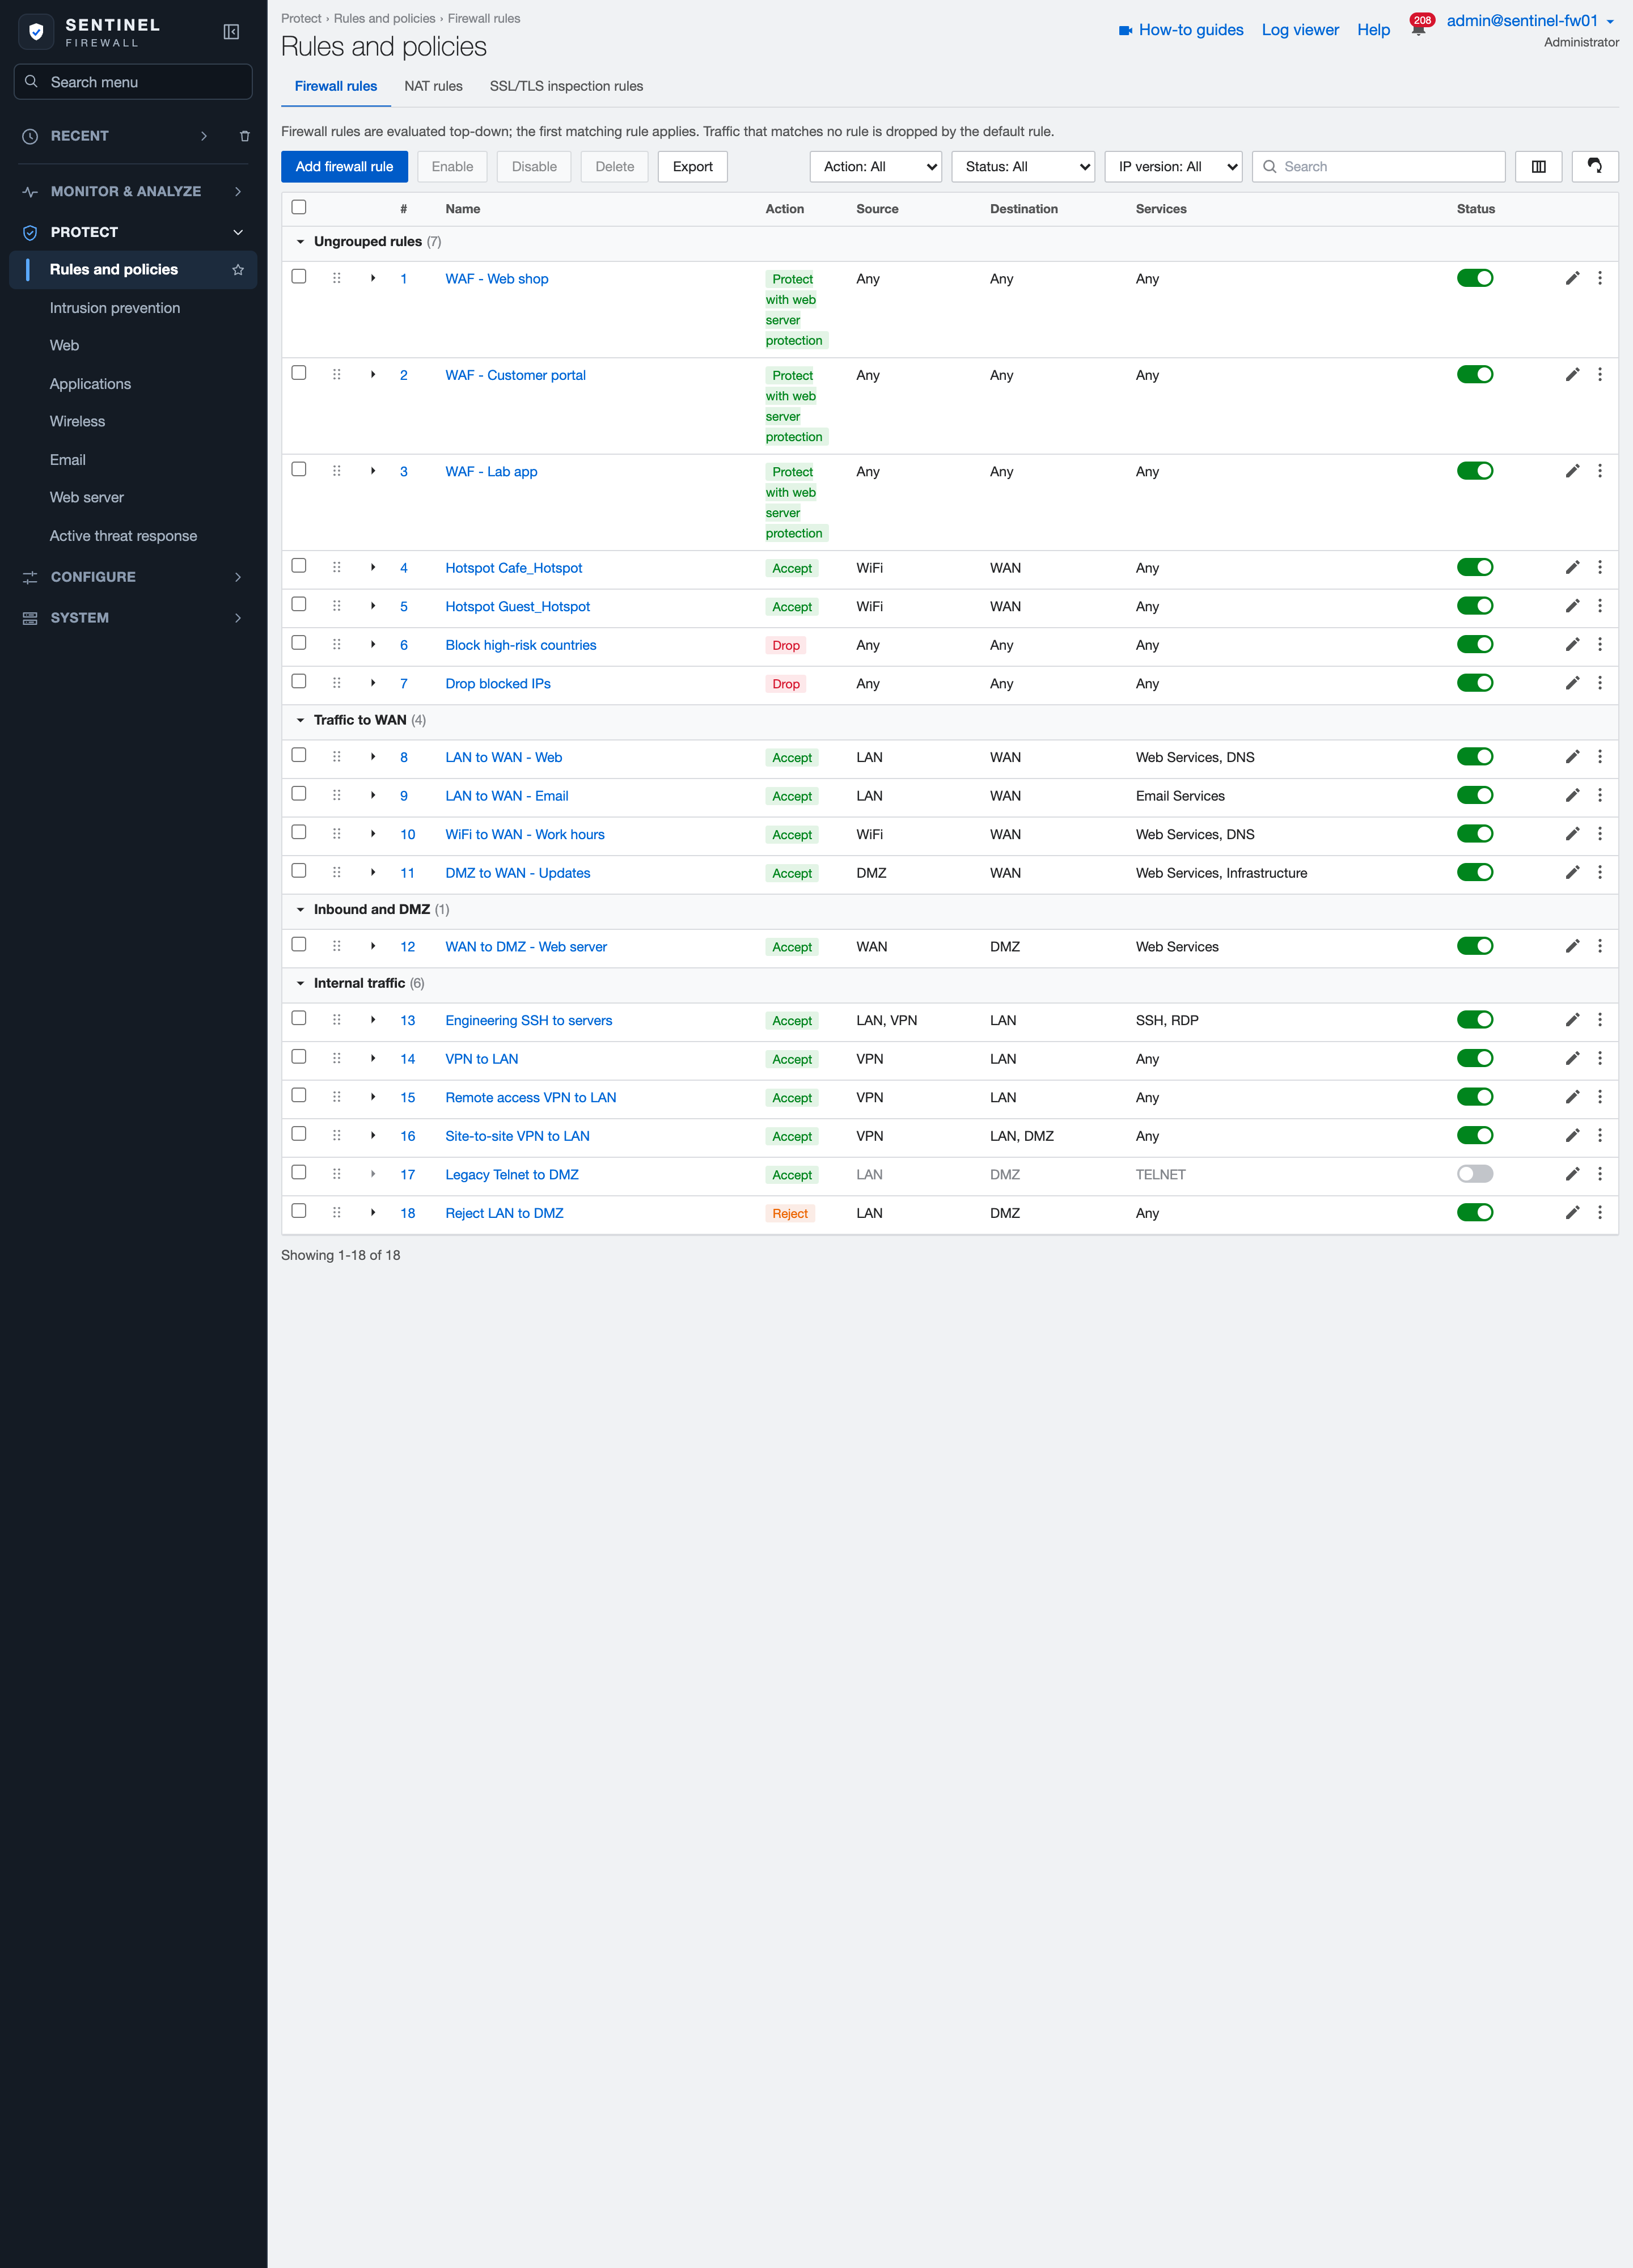 SENTINEL
FIREWALL
Search menu
RECENT
MONITOR & ANALYZE
PROTECT
Rules and policies
Intrusion prevention
Web
Applications
Wireless
Email
Web server
Active threat response
CONFIGURE
SYSTEM
Protect › Rules and policies › Firewall rules
Rules and policies
How-to guides Log viewer Help 208 admin@sentinel-fw01
Administrator
Firewall rules NAT rules SSL/TLS inspection rules
Firewall rules are evaluated top-down; the first matching rule applies. Traffic that matches no rule is dropped by the default rule.
Add firewall rule Enable Disable Delete Export Action: All Status: All IP version: All Search
# Name Action Source Destination Services Status
Ungrouped rules (7)
1 WAF - Web shop Protect Any Any Any
with web
server
protection
2 WAF - Customer portal Protect Any Any Any
with web
server
protection
3 WAF - Lab app Protect Any Any Any
with web
server
protection
4 Hotspot Cafe_Hotspot Accept WiFi WAN Any
5 Hotspot Guest_Hotspot Accept WiFi WAN Any
6 Block high-risk countries Drop Any Any Any
7 Drop blocked IPs Drop Any Any Any
Traffic to WAN (4)
8 LAN to WAN - Web Accept LAN WAN Web Services, DNS
9 LAN to WAN - Email Accept LAN WAN Email Services
10 WiFi to WAN - Work hours Accept WiFi WAN Web Services, DNS
11 DMZ to WAN - Updates Accept DMZ WAN Web Services, Infrastructure
Inbound and DMZ (1)
12 WAN to DMZ - Web server Accept WAN DMZ Web Services
Internal traffic (6)
13 Engineering SSH to servers Accept LAN, VPN LAN SSH, RDP
14 VPN to LAN Accept VPN LAN Any
15 Remote access VPN to LAN Accept VPN LAN Any
16 Site-to-site VPN to LAN Accept VPN LAN, DMZ Any
17 Legacy Telnet to DMZ Accept LAN DMZ TELNET
18 Reject LAN to DMZ Reject LAN DMZ Any
Showing 1-18 of 18